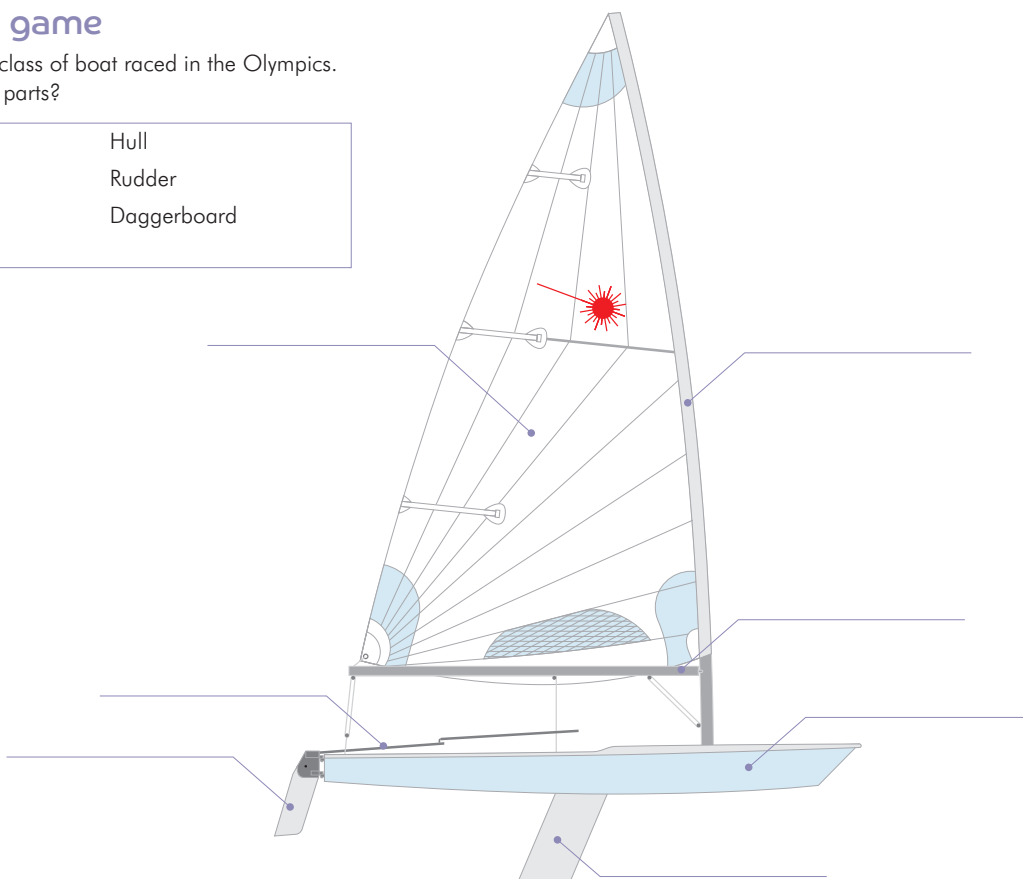 game
class of boat raced in the Olympics.
parts?
Hull
Rudder
Daggerboard